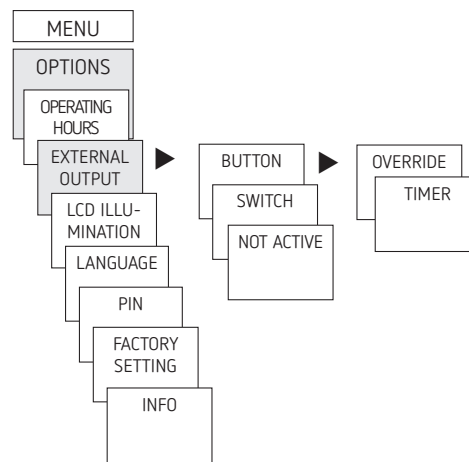 MENU
OPTIONS
OPERATING
HOURS
EXTERNAL
OUTPUT
LCD ILLU-
MINATION
LANGUAGE
PIN
FACTORY
SETTING
INFO
BUTTON
SWITCH
NOT ACTIVE
OVERRIDE
TIMER